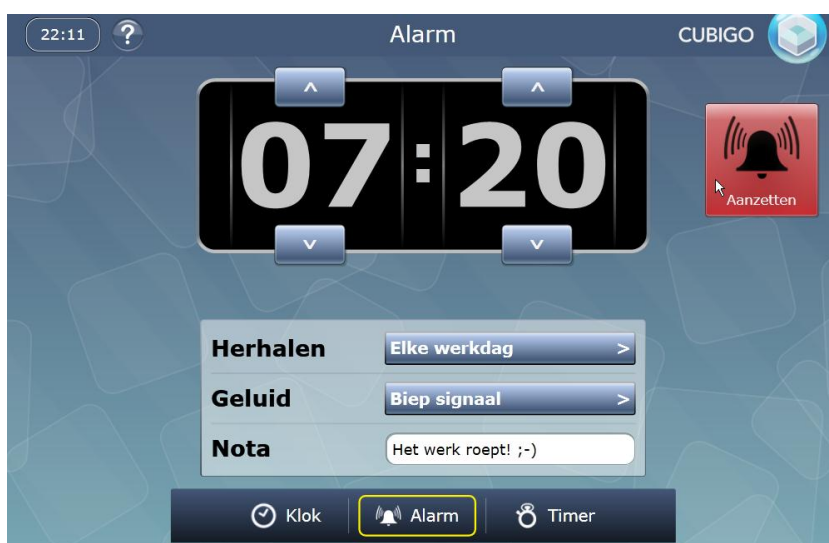 22:11 ? Alarm CUBIGO
07:20
Aanzetten
Herhalen Elke werkdag >
Geluid Biep signaal >
Nota Het werk roept! ;-)
Klok Alarm Timer